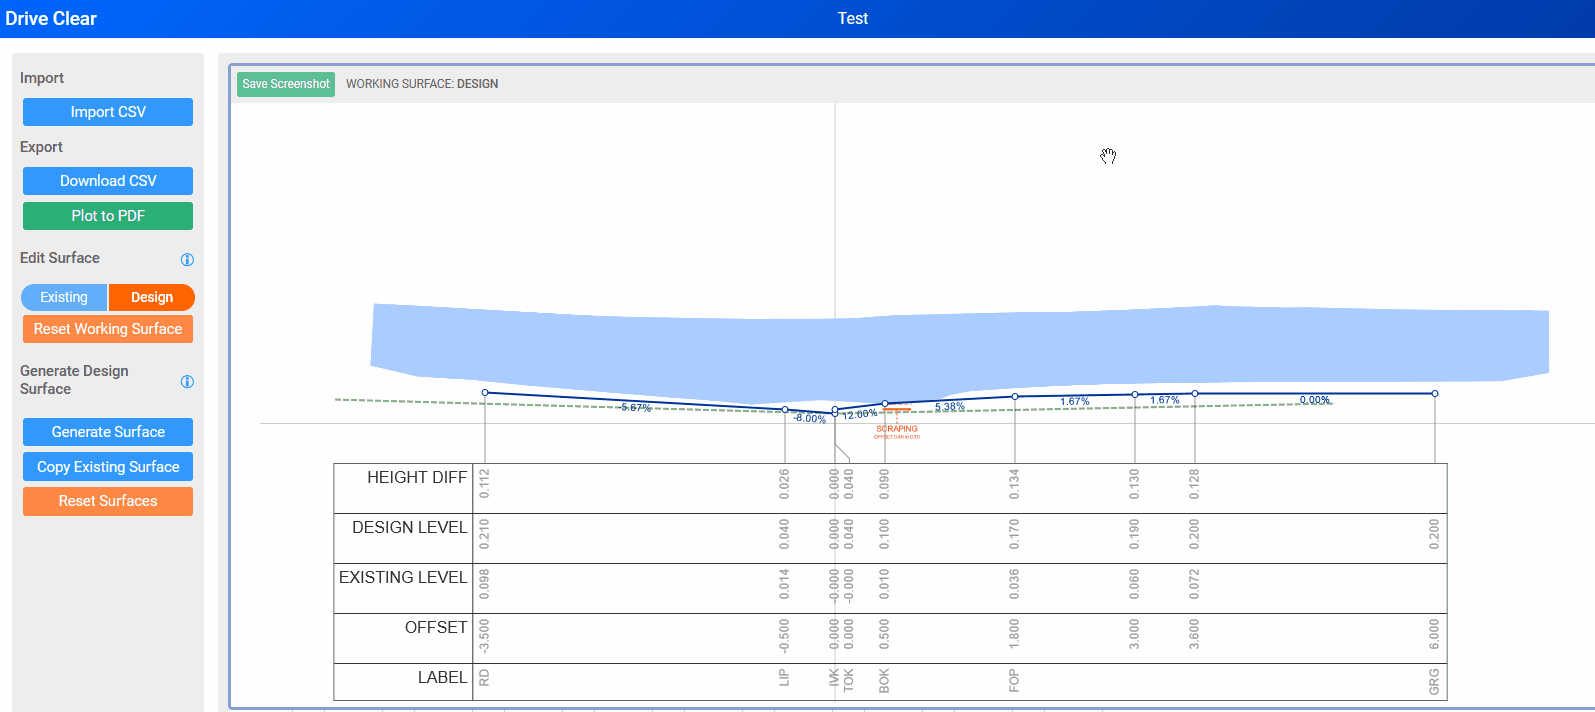 Drive Clear
Test
Import
Import CSV
Export
Download CSV
Plot to PDF
Edit Surface
Existing
Design
Reset Working Surface
Generate Design
Surface
Generate Surface
Copy Existing Surface
Reset Surfaces
Save Screenshot
WORKING SURFACE: DESIGN
-5.67%
-8.00%
12.00%
5.38%
1.67%
1.67%
0.00%
SCRAPING
OFFSET 0.48 to 0.76
HEIGHT DIFF 0.112 0.026 0.000 0.040 0.090 0.134 0.130 0.128
DESIGN LEVEL 0.210 0.040 0.000 0.040 0.100 0.170 0.190 0.200 0.200
EXISTING LEVEL 0.098 0.014 -0.000 -0.000 0.010 0.036 0.060 0.072
OFFSET -3.500 -0.500 0.000 0.000 0.500 1.800 3.000 3.600 6.000
LABEL RD LIP IVK TOK BOK FOP GRG